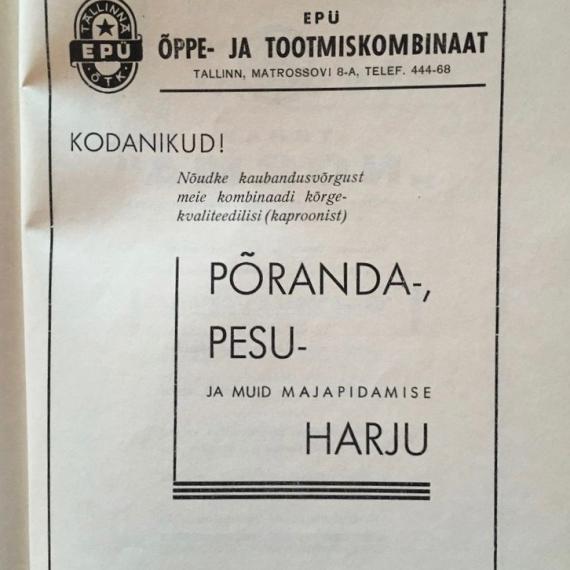 TALLINNA
EPÜ
ÕTK
EPÜ
ÕPPE- JA TOOTMISKOMBINAAT
TALLINN, MATROSSOVI 8-A, TELEF. 444-68
KODANIKUD!
Nõudke kaubandusvõrgust
meie kombinaadi kõrge-
kvaliteedilisi (kaproonist)
PÕRANDA-,
PESU-
JA MUID MAJAPIDAMISE
HARJU